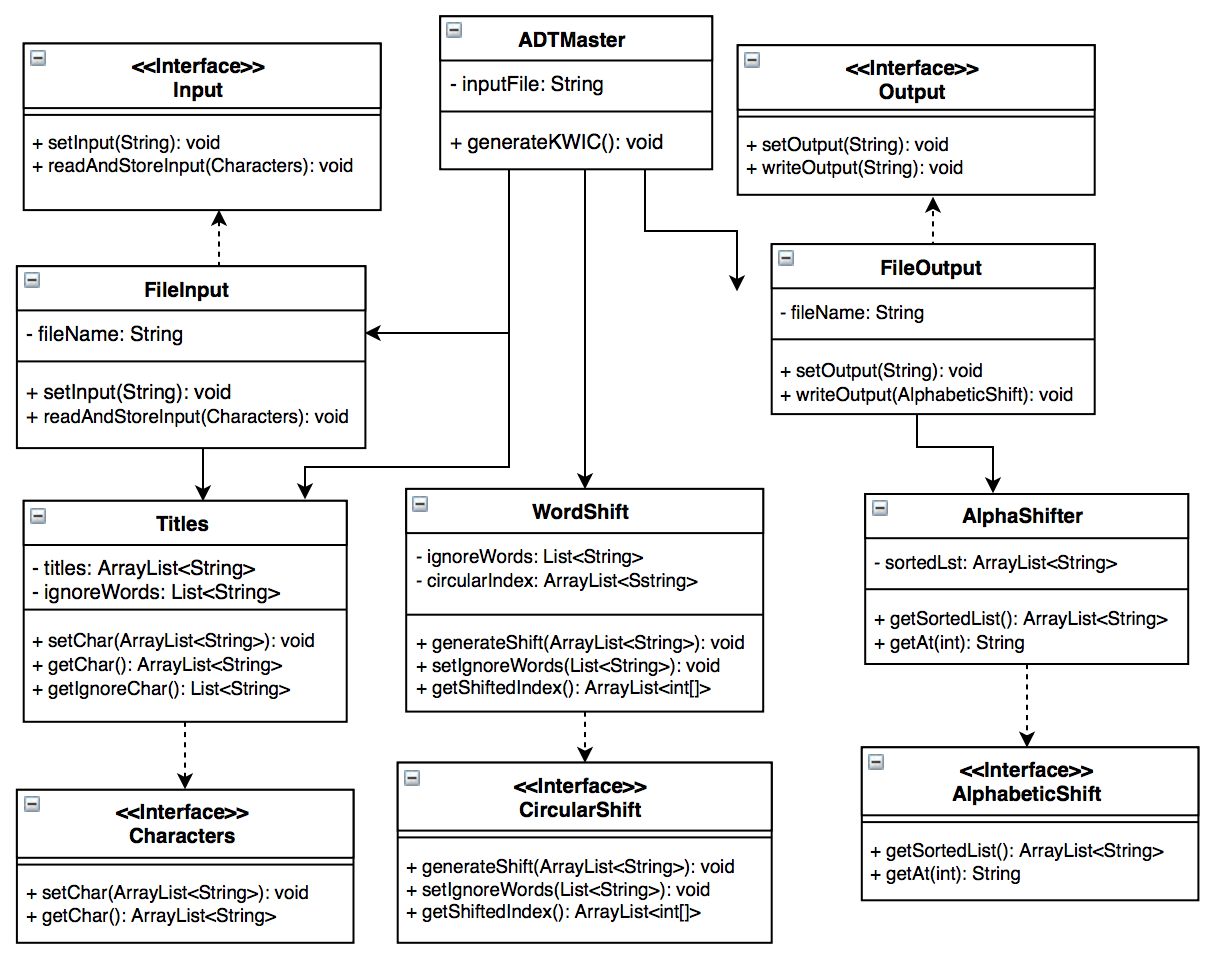 <<Interface>>
Input
+ setInput(String): void
+ readAndStoreInput(Characters): void
ADTMaster
- inputFile: String
+ generateKWIC(): void
<<Interface>>
Output
+ setOutput(String): void
+ writeOutput(String): void
FileInput
- fileName: String
+ setInput(String): void
+ readAndStoreInput(Characters): void
FileOutput
- fileName: String
+ setOutput(String): void
+ writeOutput(AlphabeticShift): void
Titles
- titles: ArrayList<String>
- ignoreWords: List<String>
+ setChar(ArrayList<String>): void
+ getChar(): ArrayList<String>
+ getIgnoreChar(): List<String>
WordShift
- ignoreWords: List<String>
- circularIndex: ArrayList<Sstring>
+ generateShift(ArrayList<String>): void
+ setIgnoreWords(List<String>): void
+ getShiftedIndex(): ArrayList<int[]>
AlphaShifter
- sortedLst: ArrayList<String>
+ getSortedList(): ArrayList<String>
+ getAt(int): String
<<Interface>>
Characters
+ setChar(ArrayList<String>): void
+ getChar(): ArrayList<String>
<<Interface>>
CircularShift
+ generateShift(ArrayList<String>): void
+ setIgnoreWords(List<String>): void
+ getShiftedIndex(): ArrayList<int[]>
<<Interface>>
AlphabeticShift
+ getSortedList(): ArrayList<String>
+ getAt(int): String